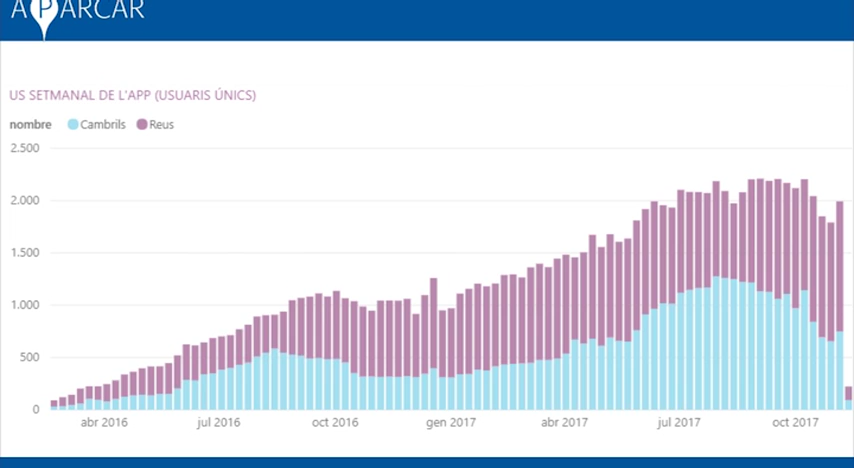 APARCAR
US SETMANAL DE L'APP (USUARIS ÚNICS)
nombre Cambrils Reus
2.500
2.000
1.500
1.000
500
0
abr 2016 jul 2016 oct 2016 gen 2017 abr 2017 jul 2017 oct 2017